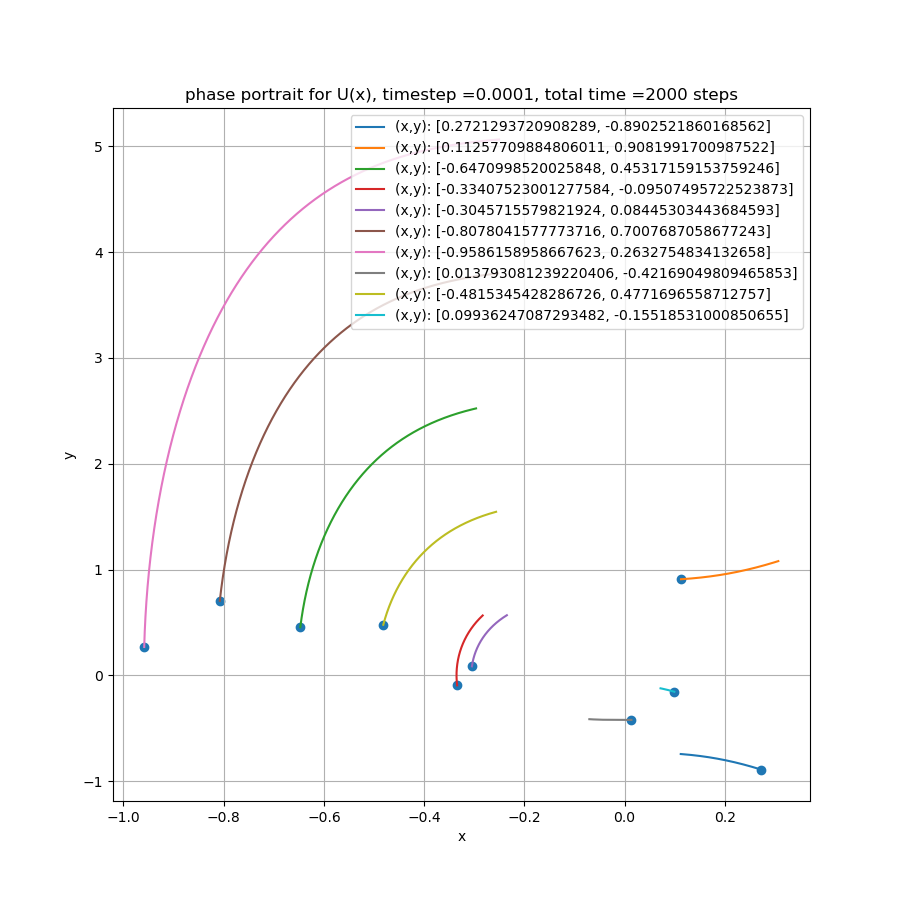 phase portrait for U(x), timestep =0.0001, total time =2000 steps
(x,y): [0.2721293720908289, -0.8902521860168562]
(x,y): [0.11257709884806011, 0.9081991700987522]
(x,y): [-0.6470998520025848, 0.45317159153759246]
(x,y): [-0.33407523001277584, -0.09507495722523873]
(x,y): [-0.3045715579821924, 0.08445303443684593]
(x,y): [-0.8078041577773716, 0.7007687058677243]
(x,y): [-0.9586158958667623, 0.2632754834132658]
(x,y): [0.013793081239220406, -0.42169049809465853]
(x,y): [-0.4815345428286726, 0.4771696558712757]
(x,y): [0.09936247087293482, -0.15518531000850655]
5
4
3
2
1
0
−1
y
−1.0 −0.8 −0.6 −0.4 −0.2 0.0 0.2
x